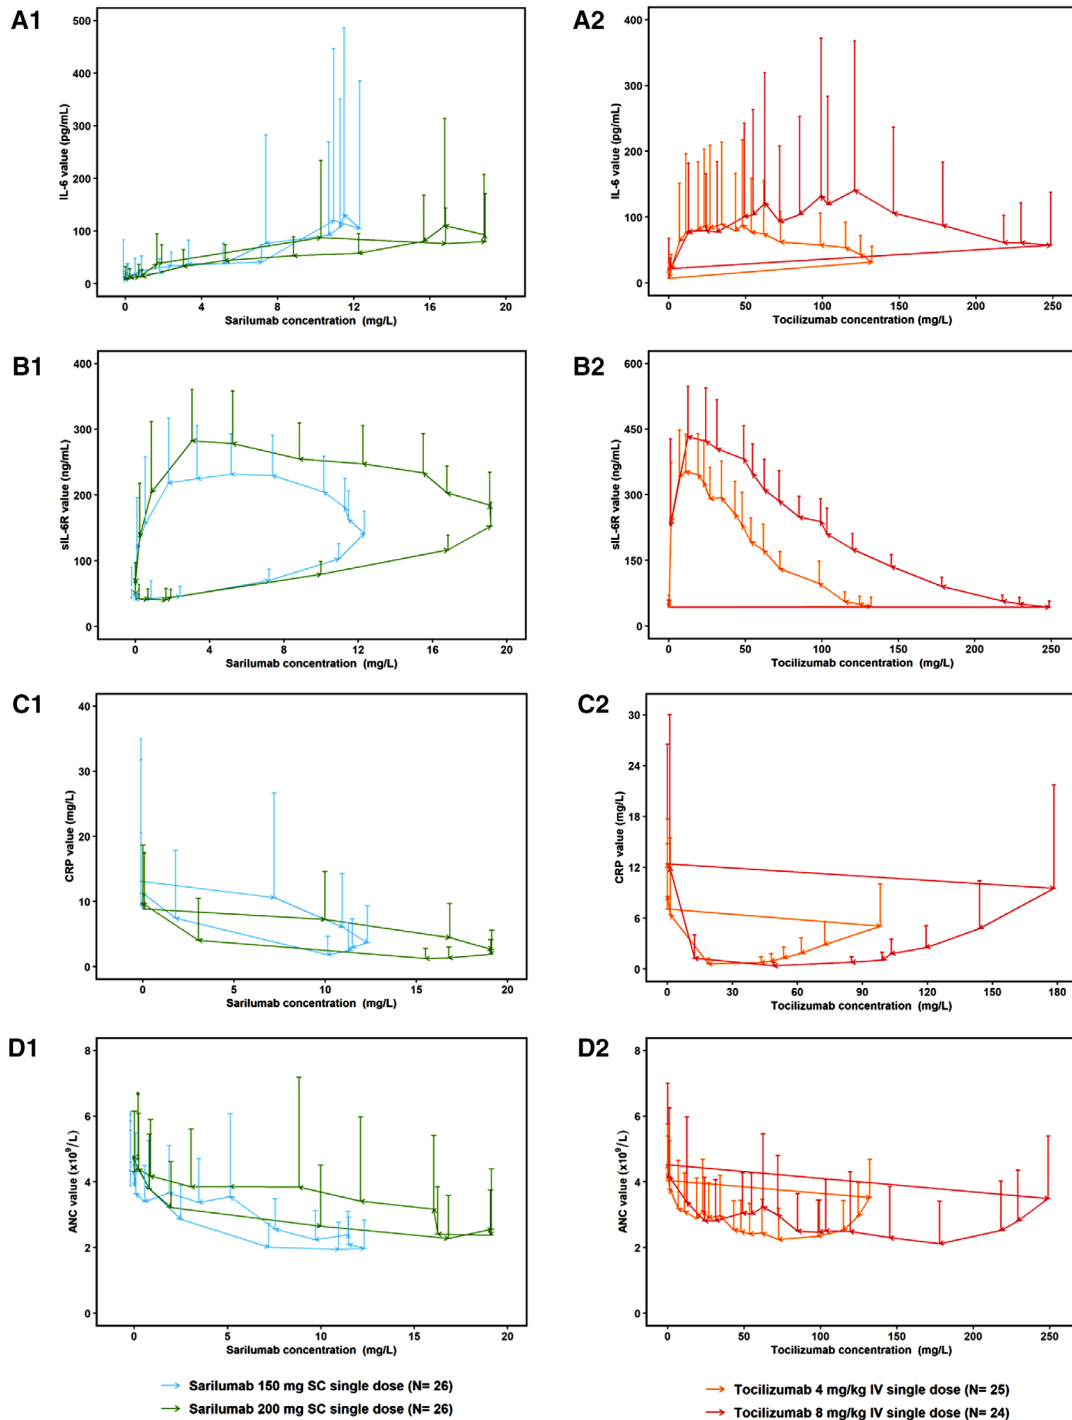 A1
500
400
300
200
100
0
IL-6 value (pg/mL)
0 4 8 12 16 20
Sarilumab concentration (mg/L)
A2
400
300
200
100
0
IL-6 value (pg/mL)
0 50 100 150 200 250
Tocilizumab concentration (mg/L)
B1
400
300
200
100
0
sIL-6R value (ng/mL)
0 4 8 12 16 20
Sarilumab concentration (mg/L)
B2
600
450
300
150
0
sIL-6R value (ng/mL)
0 50 100 150 200 250
Tocilizumab concentration (mg/L)
C1
40
30
20
10
0
CRP value (mg/L)
0 10 20
Sarilumab concentration (mg/L)
C2
30
24
18
12
6
0
CRP value (mg/L)
0 30 60 90 120 150 180
Tocilizumab concentration (mg/L)
D1
8
6
4
2
0
ANC value (x10⁹/L)
0 5 10 15 20
Sarilumab concentration (mg/L)
D2
8
6
4
2
0
ANC value (x10⁹/L)
0 50 100 150 200 250
Tocilizumab concentration (mg/L)
Sarilumab 150 mg SC single dose (N= 26)
Sarilumab 200 mg SC single dose (N= 26)
Tocilizumab 4 mg/kg IV single dose (N= 25)
Tocilizumab 8 mg/kg IV single dose (N= 24)